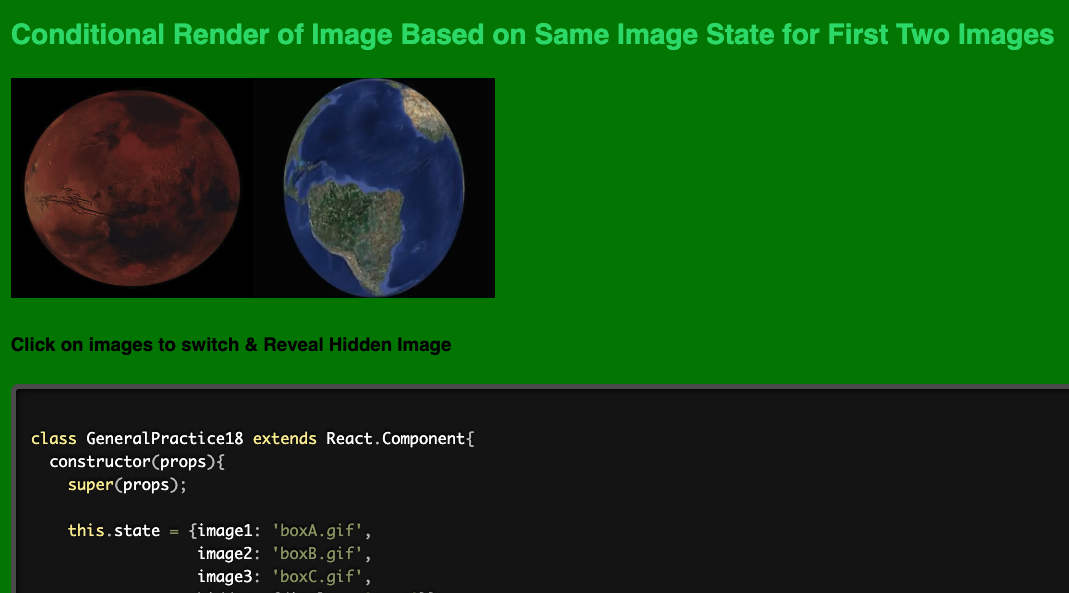 Conditional Render of Image Based on Same Image State for First Two Images
Click on images to switch & Reveal Hidden Image
class GeneralPractice18 extends React.Component{
constructor(props){
super(props);
this.state = {image1: 'boxA.gif',
image2: 'boxB.gif',
image3: 'boxC.gif',